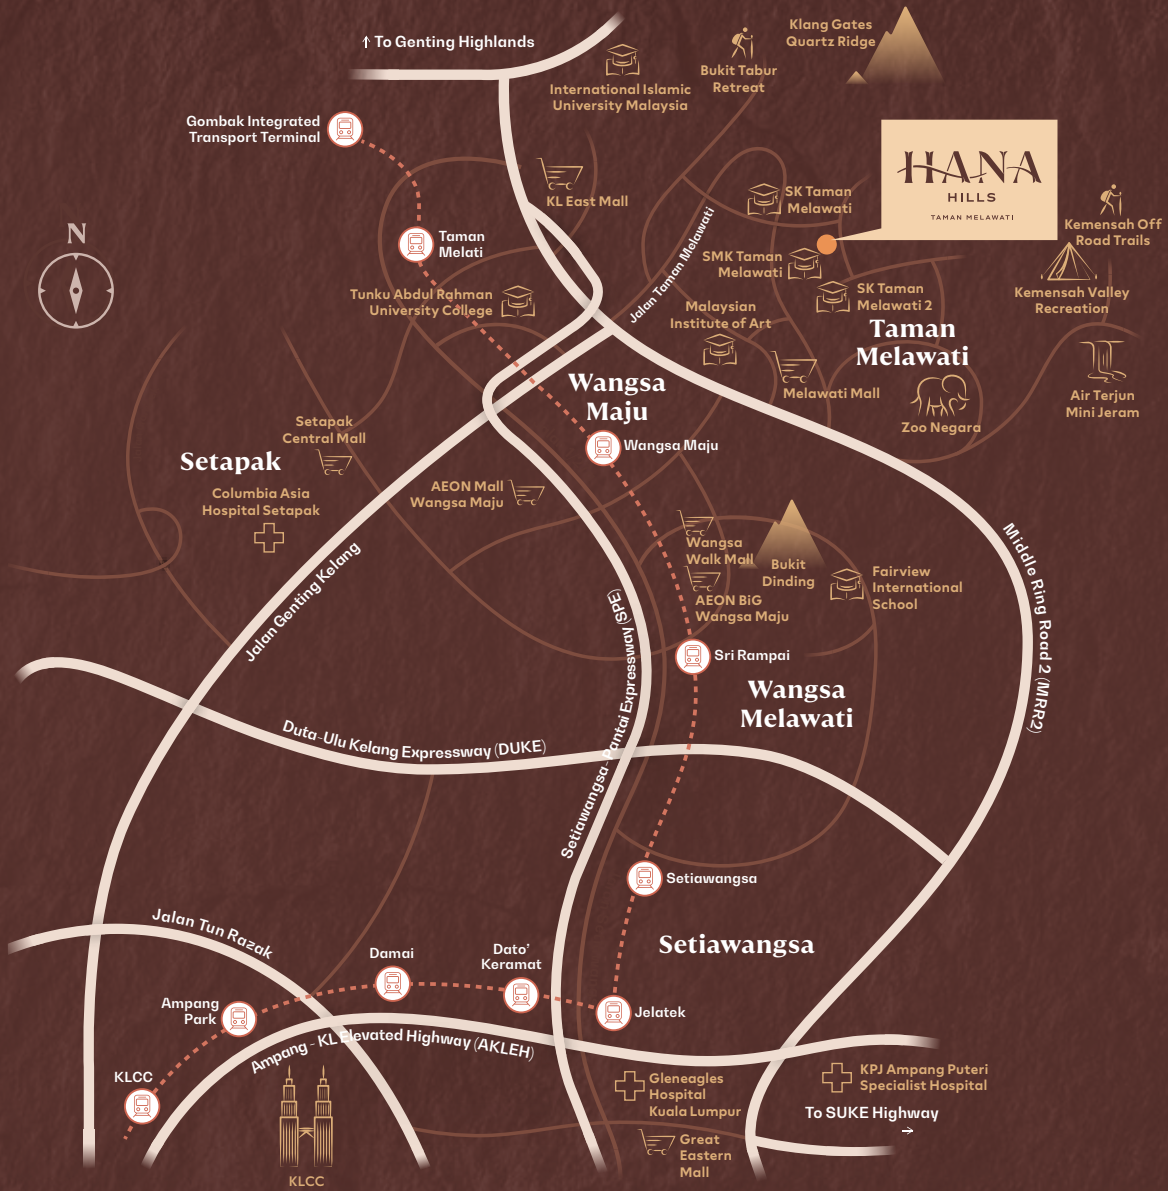 ↑ To Genting Highlands
Klang Gates
Quartz Ridge
Bukit Tabur
Retreat
International Islamic
University Malaysia
Gombak Integrated
Transport Terminal
HANA
HILLS
TAMAN MELAWATI
KL East Mall
SK Taman
Melawati
Kemensah Off
Road Trails
N
Taman
Melati
SMK Taman
Melawati
Jalan Taman Melawati
Tunku Abdul Rahman
University College
SK Taman
Melawati 2
Kemensah Valley
Recreation
Malaysian
Institute of Art
Taman
Melawati
Wangsa
Maju
Melawati Mall
Air Terjun
Mini Jeram
Zoo Negara
Setapak
Central Mall
Wangsa Maju
Setapak
Columbia Asia
Hospital Setapak
AEON Mall
Wangsa Maju
Wangsa
Walk Mall
Bukit
Dinding
Fairview
International
School
AEON BiG
Wangsa Maju
Jalan Genting Kelang
Setiawangsa-Pantai Expressway (SPE)
Middle Ring Road 2 (MRR2)
Sri Rampai
Wangsa
Melawati
Duta-Ulu Kelang Expressway (DUKE)
Setiawangsa
Setiawangsa
Jalan Tun Razak
Damai
Dato'
Keramat
Ampang
Park
Jelatek
Ampang - KL Elevated Highway (AKLEH)
KLCC
Gleneagles
Hospital
Kuala Lumpur
KPJ Ampang Puteri
Specialist Hospital
To SUKE Highway
→
Great
Eastern
Mall
KLCC